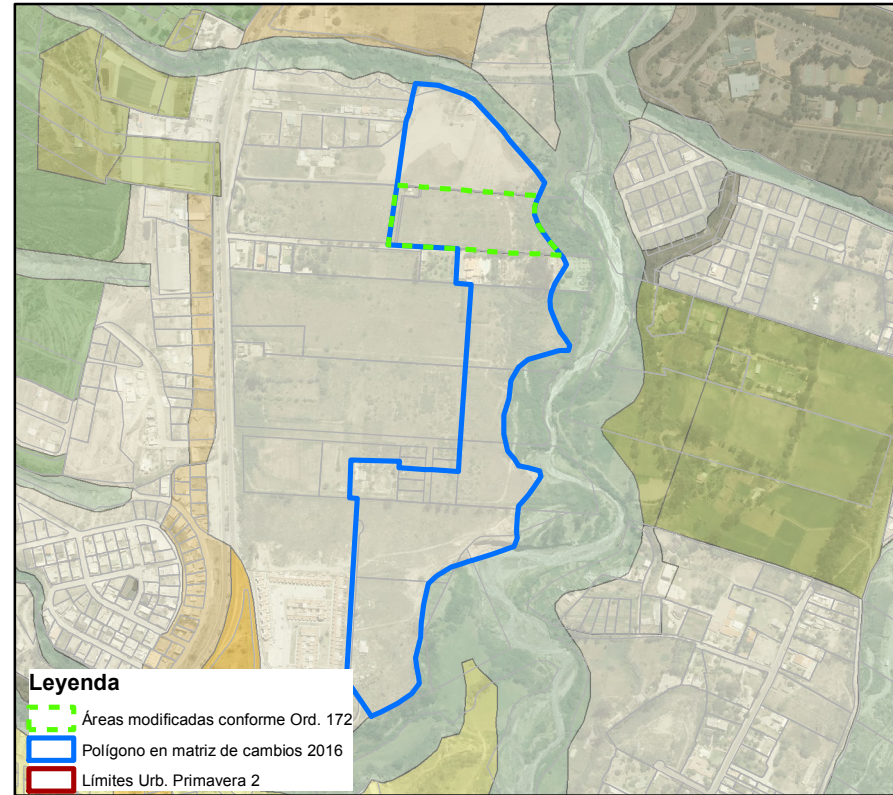 Leyenda
Áreas modificadas conforme Ord. 172
Polígono en matriz de cambios 2016
Límites Urb. Primavera 2